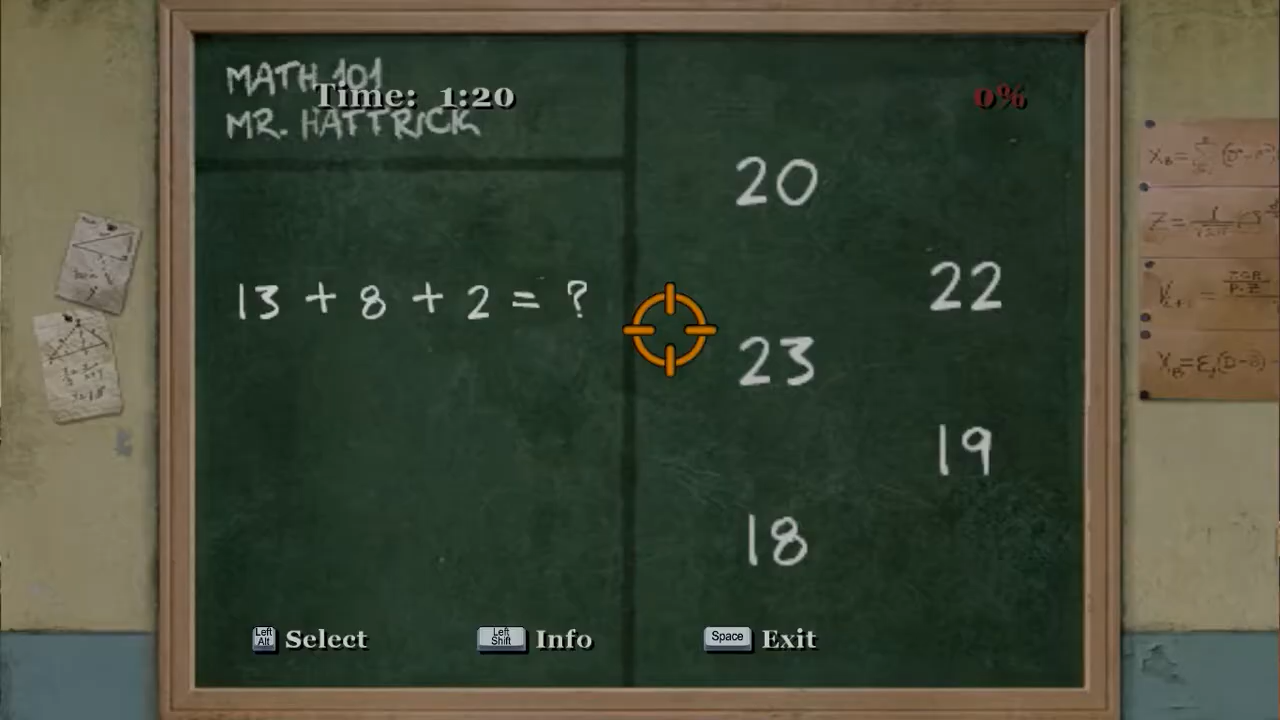 MATH 101
Time: 1:20
0%
MR. HATTRICK
20
13 + 8 + 2 = ?
22
23
19
18
Left Alt Select
Left Shift Info
Space Exit